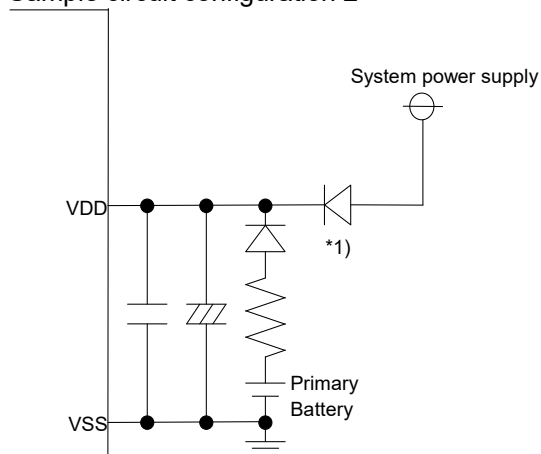 Sample circuit configuration 2
System power supply
VDD
*1)
Primary
Battery
VSS